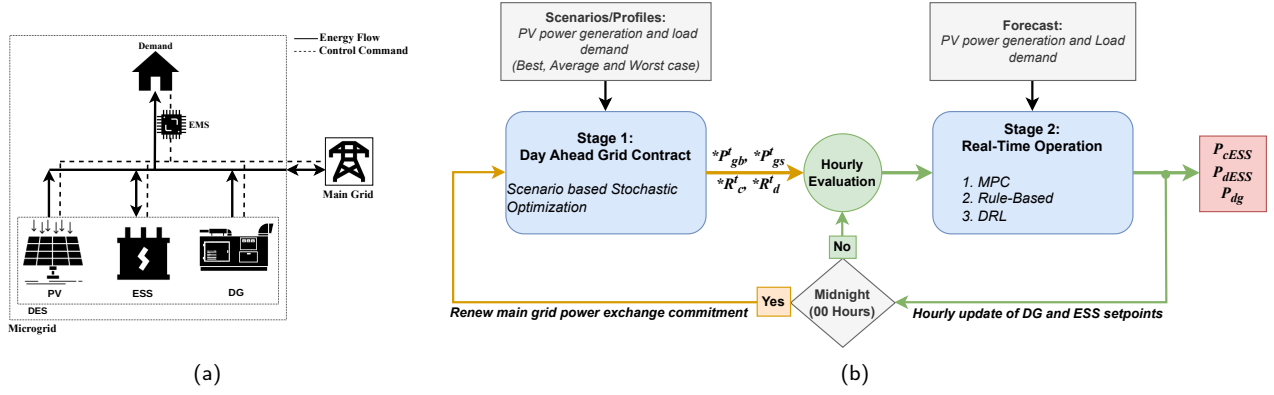 Energy Flow
Control Command
Demand
EMS
Main Grid
PV
ESS
DG
DES
Microgrid
(a)
Scenarios/Profiles:
PV power generation and load
demand
(Best, Average and Worst case)
Forecast:
PV power generation and Load
demand
Stage 1:
Day Ahead Grid Contract
Scenario based Stochastic
Optimization
*P^t_gb, *P^t_gs
*R^t_c, *R^t_d
Hourly
Evaluation
Stage 2:
Real-Time Operation
1. MPC
2. Rule-Based
3. DRL
P_cESS
P_dESS
P_dg
No
Yes
Midnight
(00 Hours)
Renew main grid power exchange commitment
Hourly update of DG and ESS setpoints
(b)